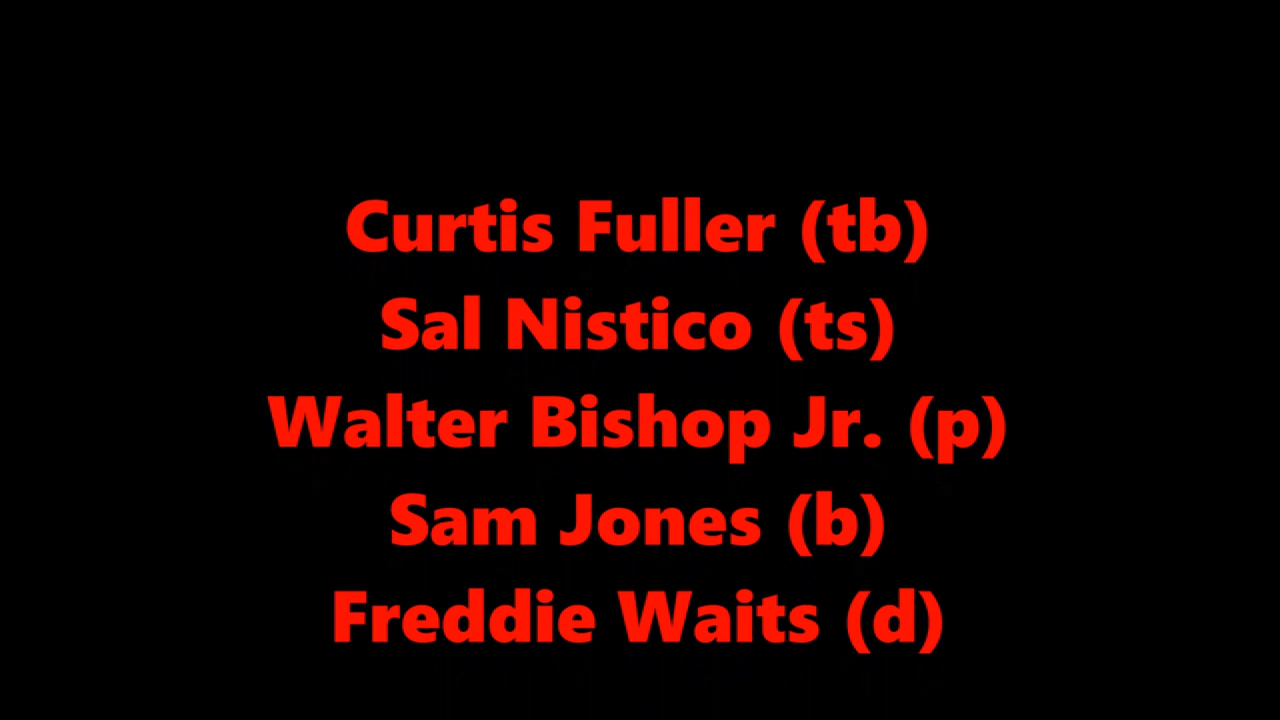 Curtis Fuller (tb)
Sal Nistico (ts)
Walter Bishop Jr. (p)
Sam Jones (b)
Freddie Waits (d)